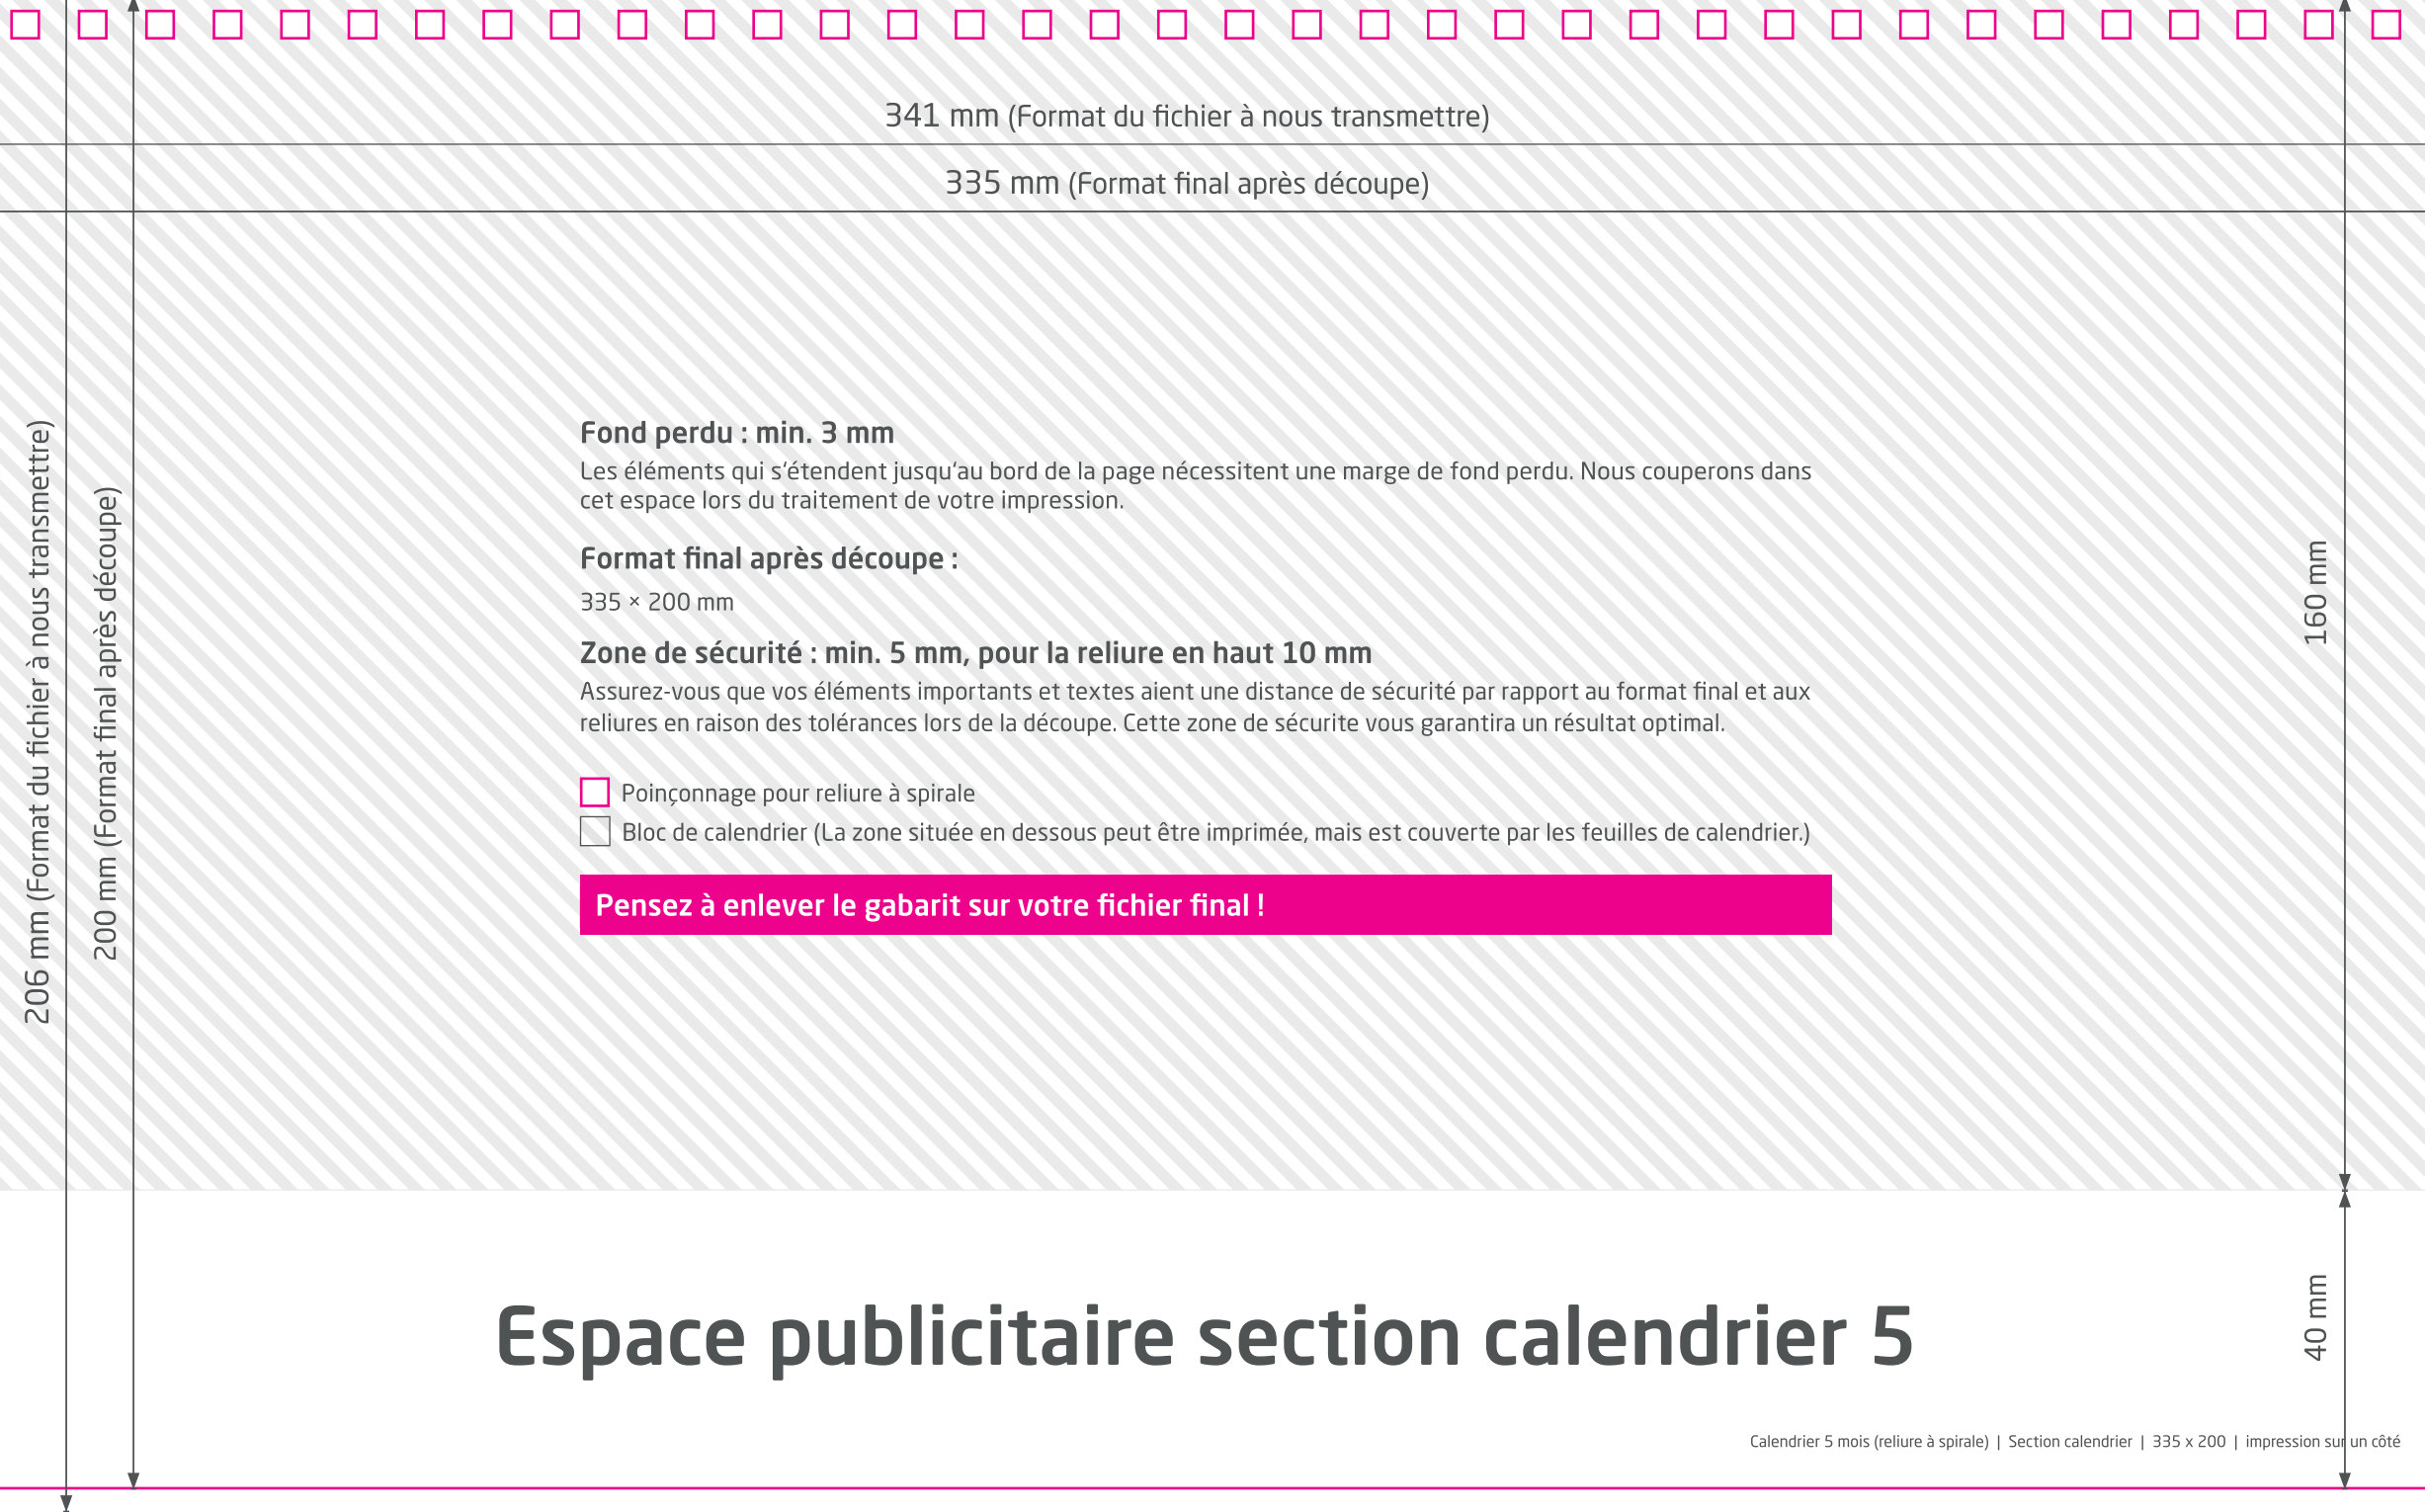 341 mm (Format du fichier à nous transmettre)
335 mm (Format final après découpe)
206 mm (Format du fichier à nous transmettre)
200 mm (Format final après découpe)
Fond perdu : min. 3 mm
Les éléments qui s‘étendent jusqu‘au bord de la page nécessitent une marge de fond perdu. Nous couperons dans
cet espace lors du traitement de votre impression.
Format final après découpe :
335 × 200 mm
Zone de sécurité : min. 5 mm, pour la reliure en haut 10 mm
Assurez-vous que vos éléments importants et textes aient une distance de sécurité par rapport au format final et aux
reliures en raison des tolérances lors de la découpe. Cette zone de sécurite vous garantira un résultat optimal.
Poinçonnage pour reliure à spirale
Bloc de calendrier (La zone située en dessous peut être imprimée, mais est couverte par les feuilles de calendrier.)
Pensez à enlever le gabarit sur votre fichier final !
160 mm
40 mm
Espace publicitaire section calendrier 5
Calendrier 5 mois (reliure à spirale) | Section calendrier | 335 x 200 | impression sur un côté